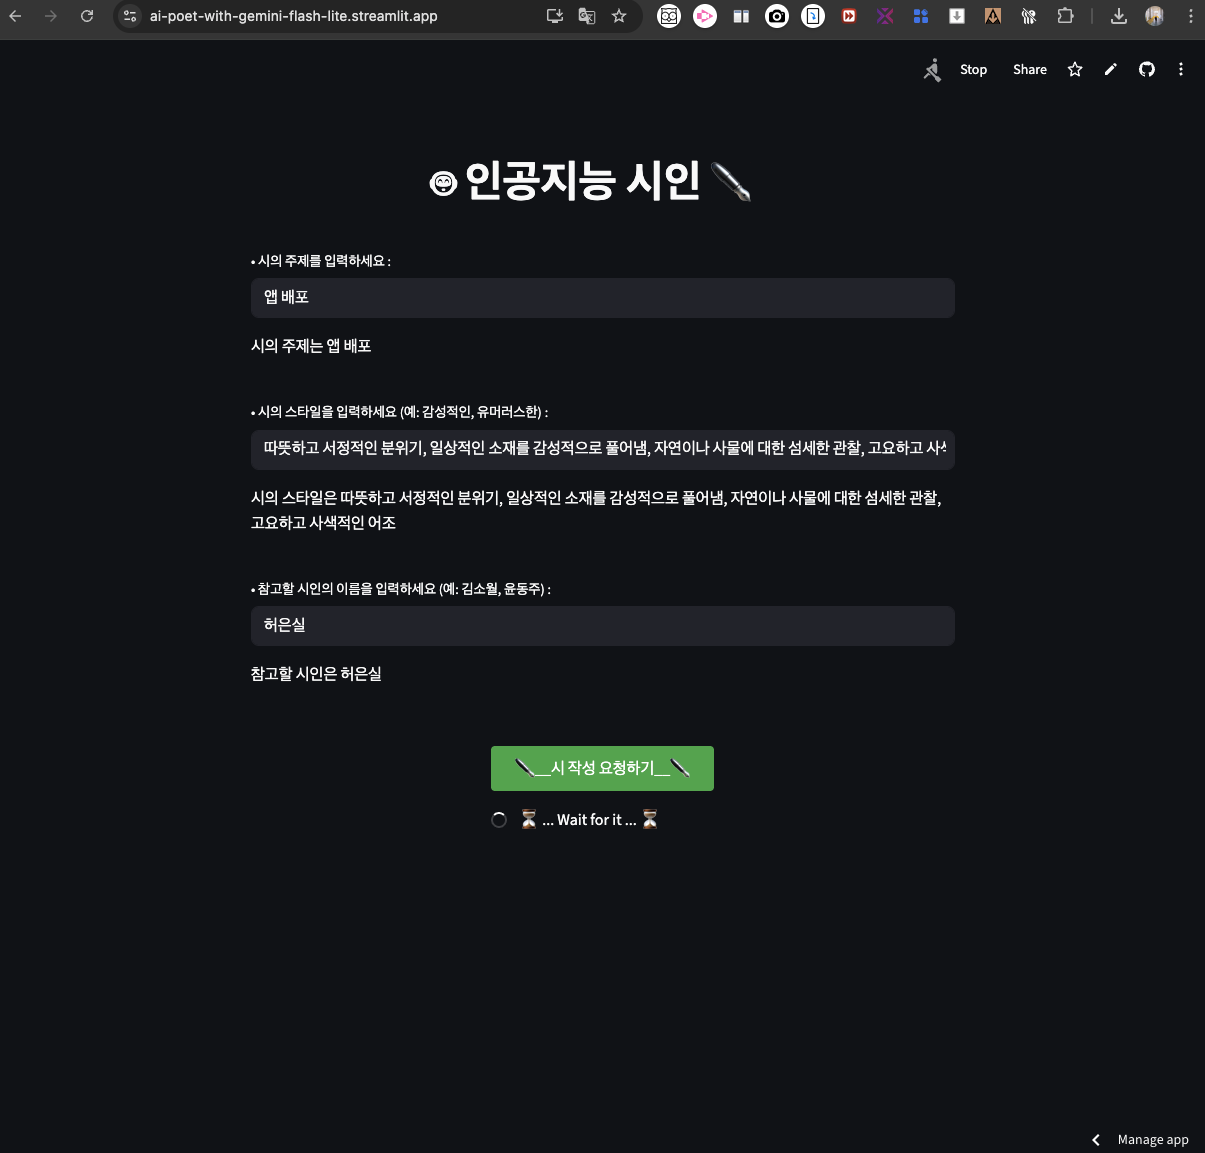 ai-poet-with-gemini-flash-lite.streamlit.app
Stop Share
인공지능 시인
• 시의 주제를 입력하세요 :
앱 배포
시의 주제는 앱 배포
• 시의 스타일을 입력하세요 (예: 감성적인, 유머러스한) :
따뜻하고 서정적인 분위기, 일상적인 소재를 감성적으로 풀어냄, 자연이나 사물에 대한 섬세한 관찰, 고요하고 사색
시의 스타일은 따뜻하고 서정적인 분위기, 일상적인 소재를 감성적으로 풀어냄, 자연이나 사물에 대한 섬세한 관찰,
고요하고 사색적인 어조
• 참고할 시인의 이름을 입력하세요 (예: 김소월, 윤동주) :
허은실
참고할 시인은 허은실
__시 작성 요청하기__
... Wait for it ...
Manage app